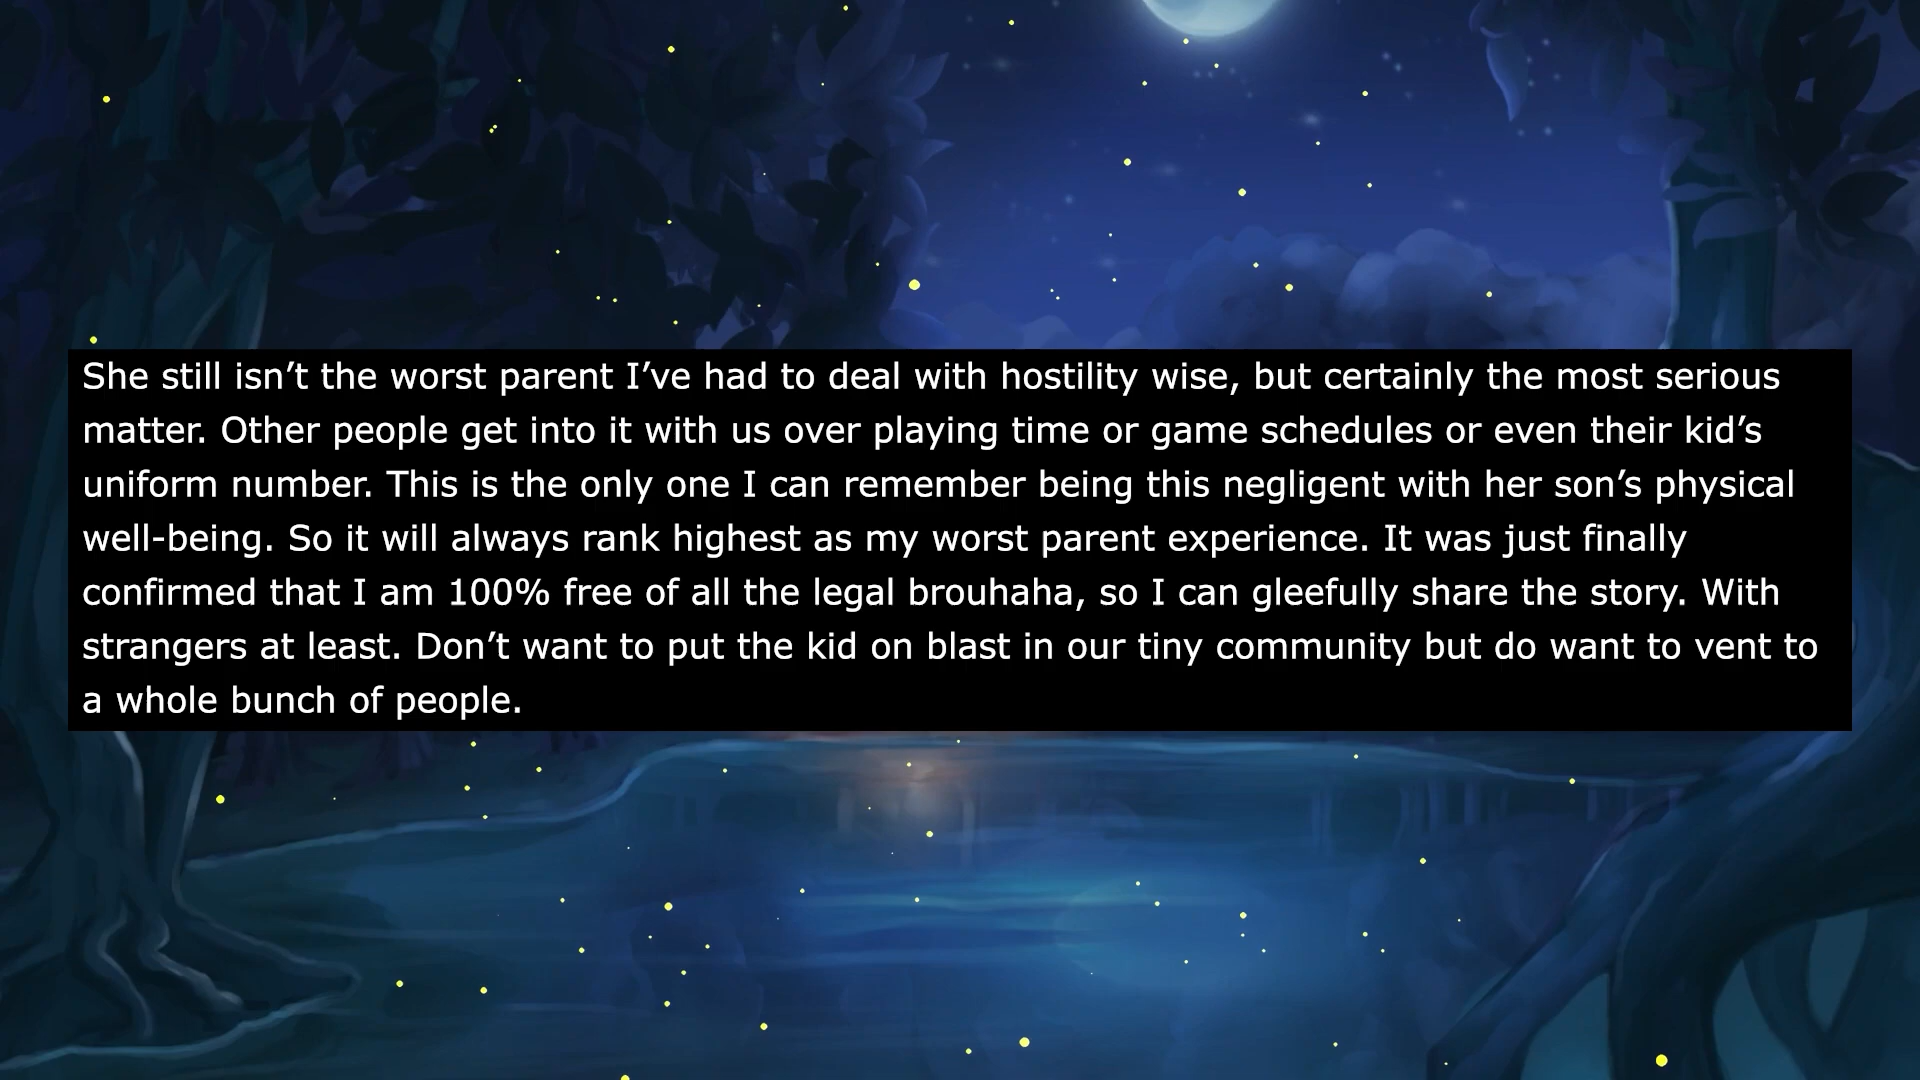 She still isn’t the worst parent I’ve had to deal with hostility wise, but certainly the most serious
matter. Other people get into it with us over playing time or game schedules or even their kid’s
uniform number. This is the only one I can remember being this negligent with her son’s physical
well-being. So it will always rank highest as my worst parent experience. It was just finally
confirmed that I am 100% free of all the legal brouhaha, so I can gleefully share the story. With
strangers at least. Don’t want to put the kid on blast in our tiny community but do want to vent to
a whole bunch of people.